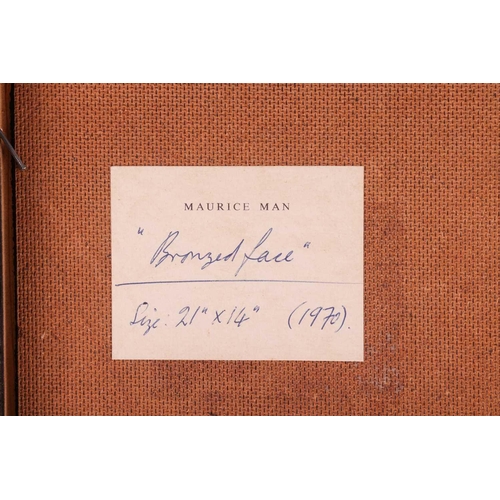 MAURICE MAN
"Bronzed face"
Size: 21" X 14" (1970).